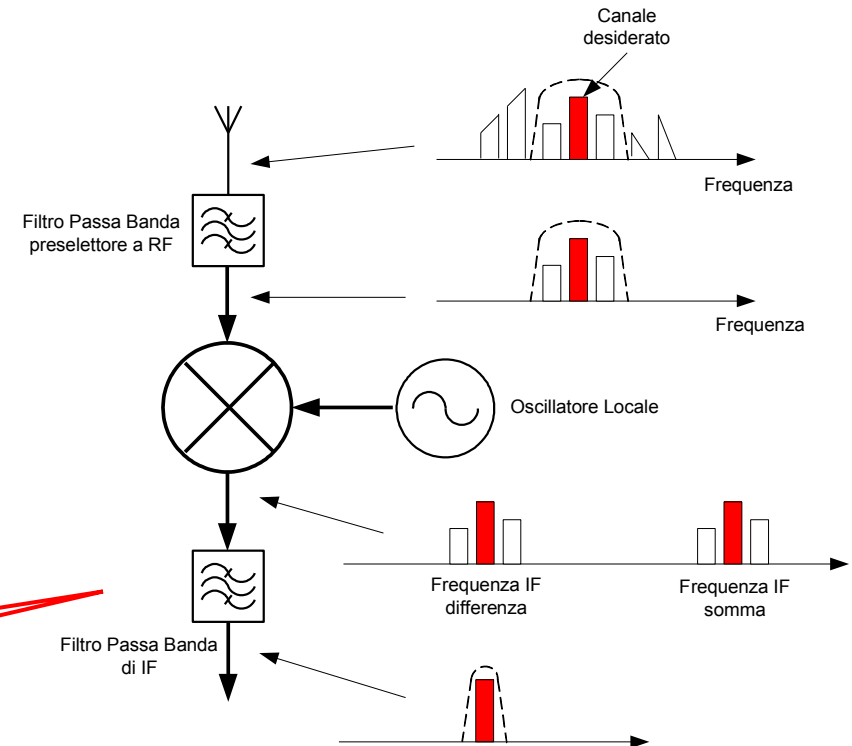 Canale
desiderato
Frequenza
Filtro Passa Banda
preselettore a RF
Frequenza
Oscillatore Locale
Frequenza IF
differenza
Frequenza IF
somma
Filtro Passa Banda
di IF